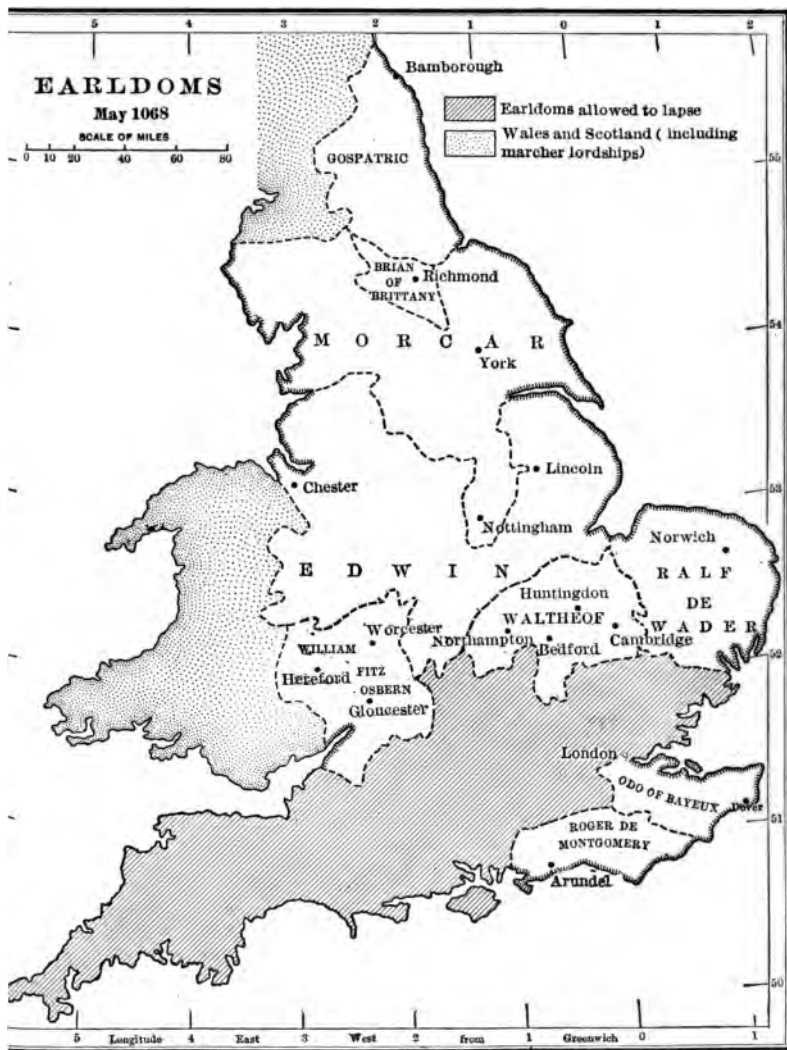 5 4 3 2 1 0 1 2
EARLDOMS
May 1068
SCALE OF MILES
0 10 20 40 60 80
Earldoms allowed to lapse
Wales and Scotland ( including
marcher lordships)
Bamborough
GOSPATRIC
55
BRIAN
OF
BRITTANY
Richmond
MORCAR
54
York
Lincoln
Chester
53
Nottingham
Norwich
EDWIN
RALF
DE
WADER
Huntingdon
WALTHEOF
Northampton
Bedford
Cambridge
52
WILLIAM
FITZ
OSBERN
Worcester
Hereford
Gloucester
London
ODO OF BAYEUX
Dover
51
ROGER DE
MONTGOMERY
Arundel
50
5 Longitude 4 East 3 West 2 from 1 Greenwich 0 1